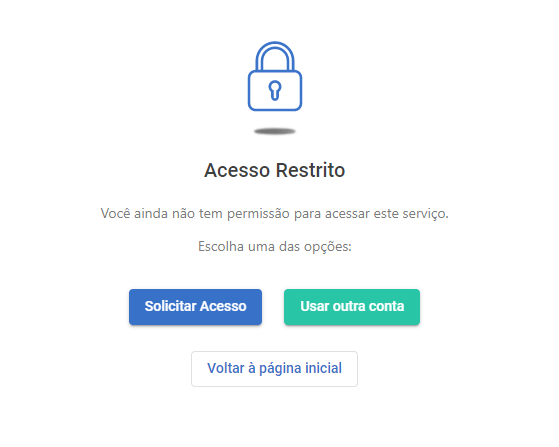 Acesso Restrito
Você ainda não tem permissão para acessar este serviço.
Escolha uma das opções:
Solicitar Acesso
Usar outra conta
Voltar à página inicial